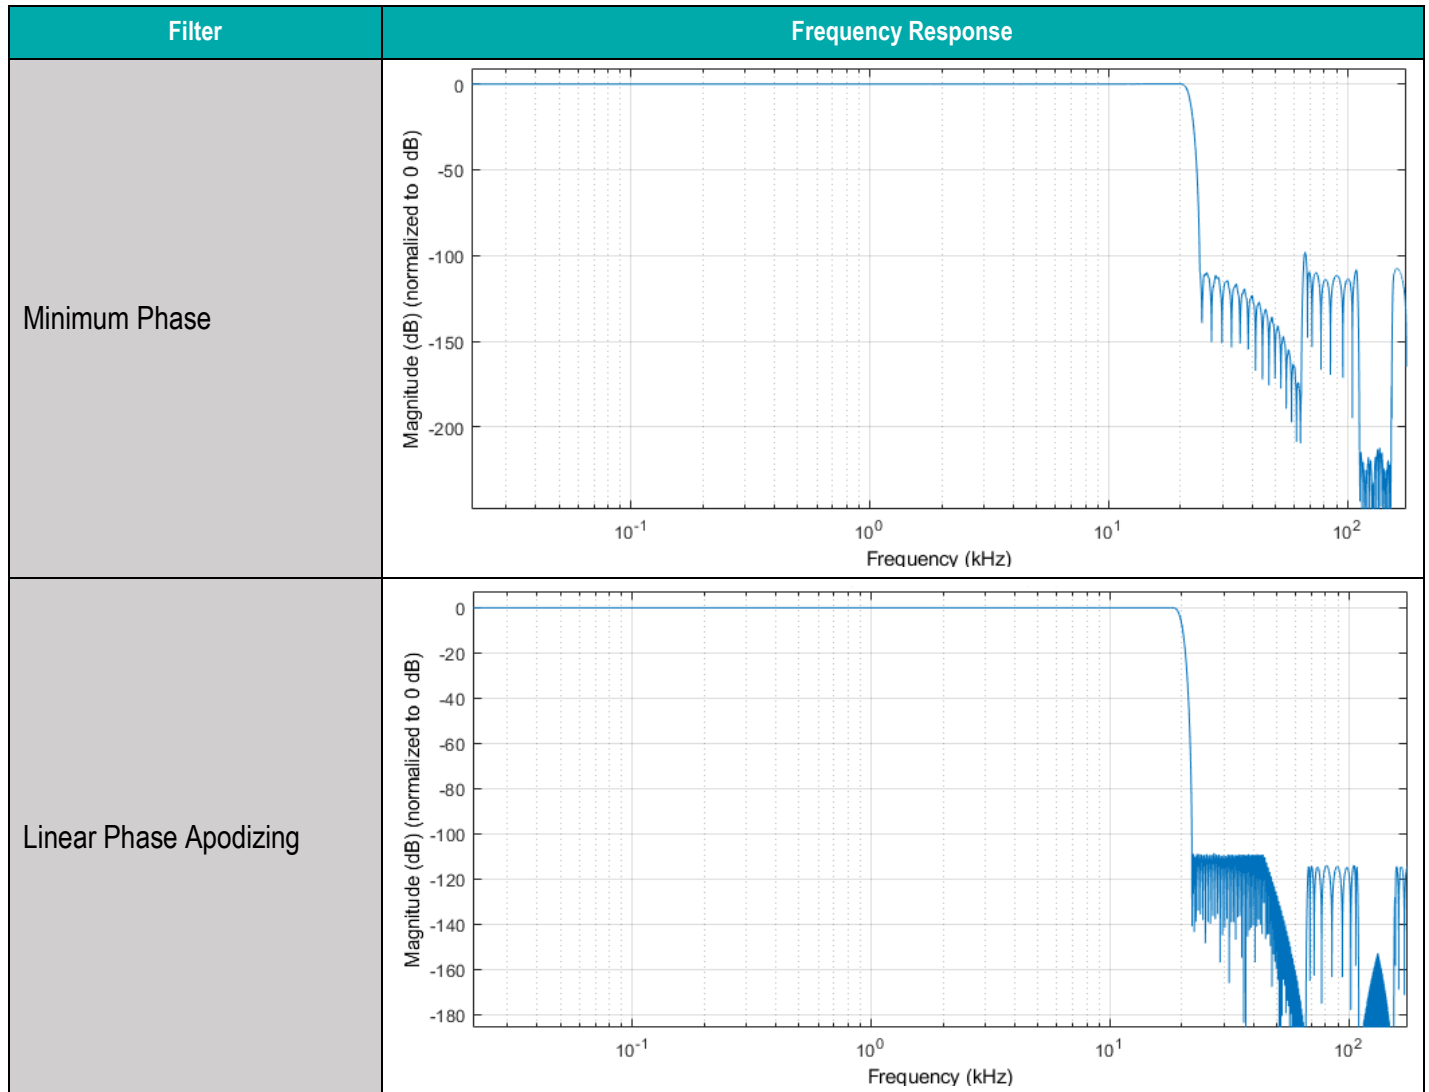 Filter
Frequency Response
Minimum Phase
Magnitude (dB) (normalized to 0 dB)
0
-50
-100
-150
-200
10-1
100
101
102
Frequency (kHz)
Linear Phase Apodizing
Magnitude (dB) (normalized to 0 dB)
0
-20
-40
-60
-80
-100
-120
-140
-160
-180
10-1
100
101
102
Frequency (kHz)